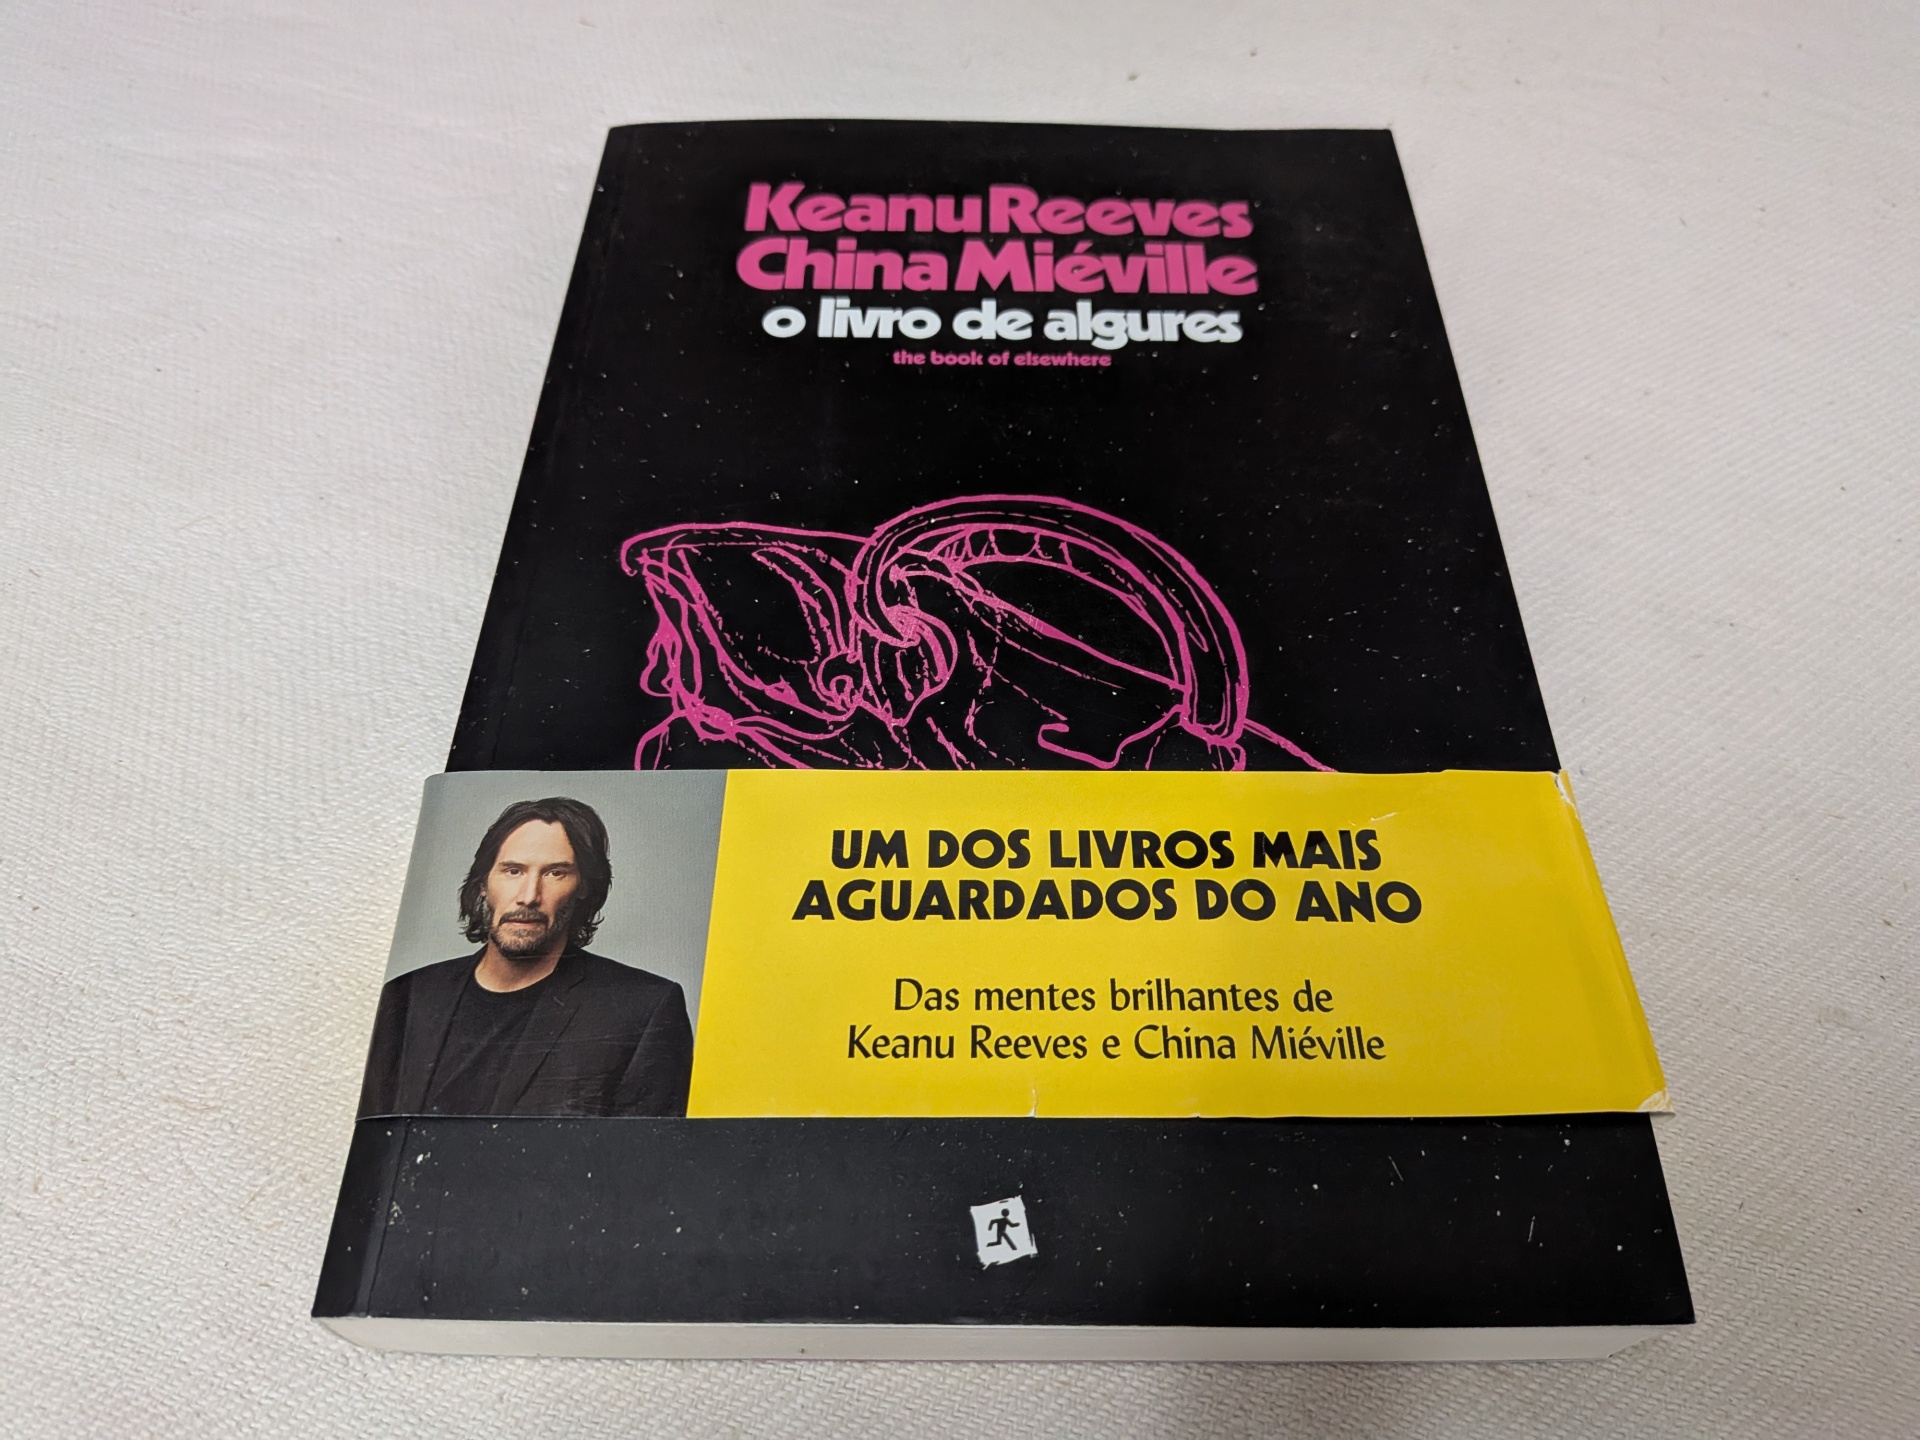 Keanu Reeves
China Miéville
o livro de algures
the book of elsewhere
UM DOS LIVROS MAIS
AGUARDADOS DO ANO
Das mentes brilhantes de
Keanu Reeves e China Miéville